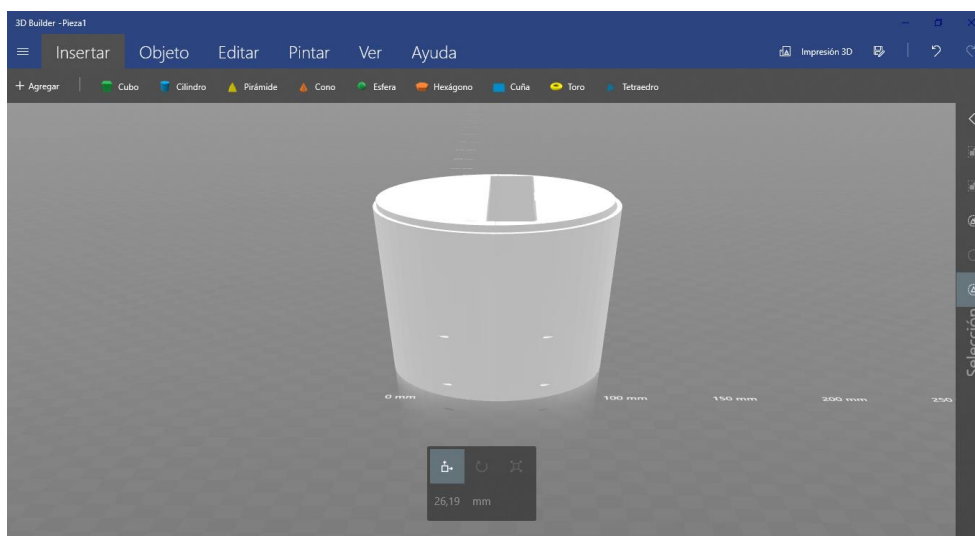 3D Builder - Pieza1
Insertar Objeto Editar Pintar Ver Ayuda Impresión 3D
+ Agregar Cubo Cilindro Pirámide Cono Esfera Hexágono Cuña Toro Tetraedro
Selección
0 mm 100 mm 150 mm 200 mm 250
26,19 mm